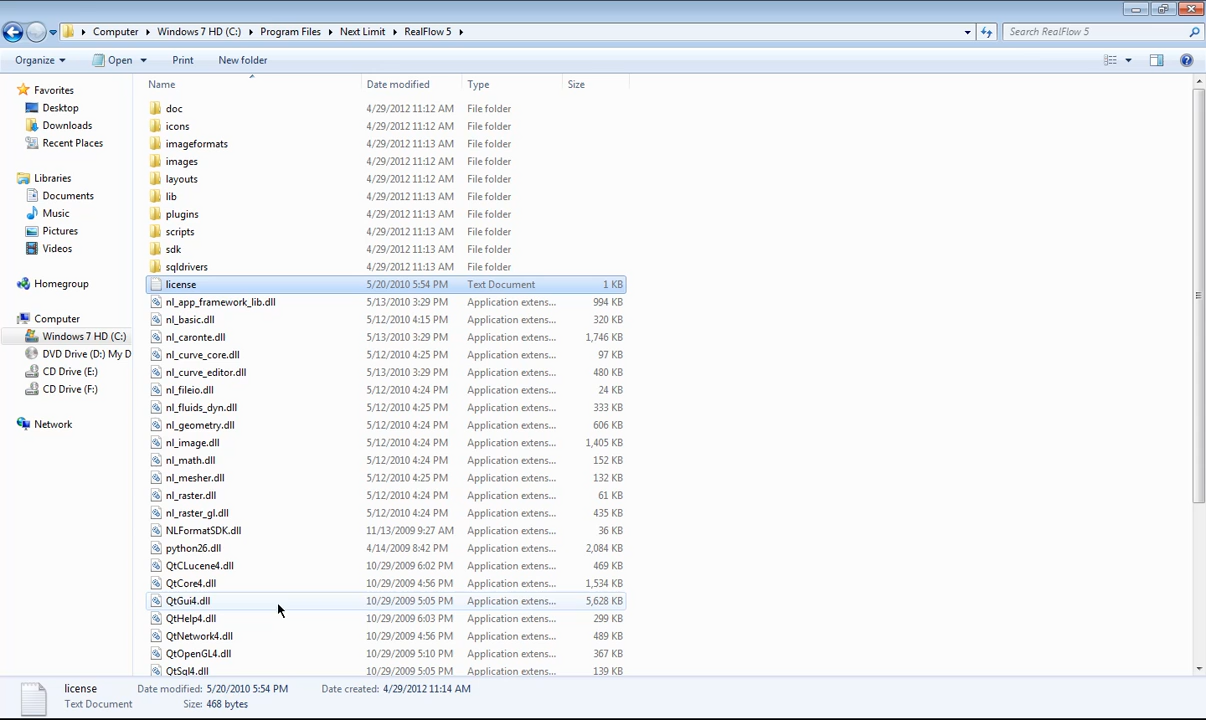 Computer Windows 7 HD (C:) Program Files Next Limit RealFlow 5
Search RealFlow 5
Organize Open Print New folder
Name Date modified Type Size
Favorites
Desktop
Downloads
Recent Places
Libraries
Documents
Music
Pictures
Videos
Homegroup
Computer
Windows 7 HD (C:)
DVD Drive (D:) My D
CD Drive (E:)
CD Drive (F:)
Network
doc 4/29/2012 11:12 AM File folder
icons 4/29/2012 11:12 AM File folder
imageformats 4/29/2012 11:13 AM File folder
images 4/29/2012 11:12 AM File folder
layouts 4/29/2012 11:12 AM File folder
lib 4/29/2012 11:13 AM File folder
plugins 4/29/2012 11:13 AM File folder
scripts 4/29/2012 11:13 AM File folder
sdk 4/29/2012 11:13 AM File folder
sqldrivers 4/29/2012 11:13 AM File folder
license 5/20/2010 5:54 PM Text Document 1 KB
nl_app_framework_lib.dll 5/13/2010 3:29 PM Application extens... 994 KB
nl_basic.dll 5/12/2010 4:15 PM Application extens... 320 KB
nl_caronte.dll 5/13/2010 3:29 PM Application extens... 1,746 KB
nl_curve_core.dll 5/12/2010 4:25 PM Application extens... 97 KB
nl_curve_editor.dll 5/13/2010 3:29 PM Application extens... 480 KB
nl_fileio.dll 5/12/2010 4:24 PM Application extens... 24 KB
nl_fluids_dyn.dll 5/12/2010 4:25 PM Application extens... 333 KB
nl_geometry.dll 5/12/2010 4:24 PM Application extens... 606 KB
nl_image.dll 5/12/2010 4:24 PM Application extens... 1,405 KB
nl_math.dll 5/12/2010 4:24 PM Application extens... 152 KB
nl_mesher.dll 5/12/2010 4:25 PM Application extens... 132 KB
nl_raster.dll 5/12/2010 4:24 PM Application extens... 61 KB
nl_raster_gl.dll 5/12/2010 4:24 PM Application extens... 435 KB
NLFormatSDK.dll 11/13/2009 9:27 AM Application extens... 36 KB
python26.dll 4/14/2009 8:42 PM Application extens... 2,084 KB
QtCLucene4.dll 10/29/2009 6:02 PM Application extens... 469 KB
QtCore4.dll 10/29/2009 4:56 PM Application extens... 1,534 KB
QtGui4.dll 10/29/2009 5:05 PM Application extens... 5,628 KB
QtHelp4.dll 10/29/2009 6:03 PM Application extens... 299 KB
QtNetwork4.dll 10/29/2009 4:56 PM Application extens... 489 KB
QtOpenGL4.dll 10/29/2009 5:10 PM Application extens... 367 KB
QtSql4.dll 10/29/2009 5:05 PM Application extens... 139 KB
license Date modified: 5/20/2010 5:54 PM Date created: 4/29/2012 11:14 AM
Text Document Size: 468 bytes